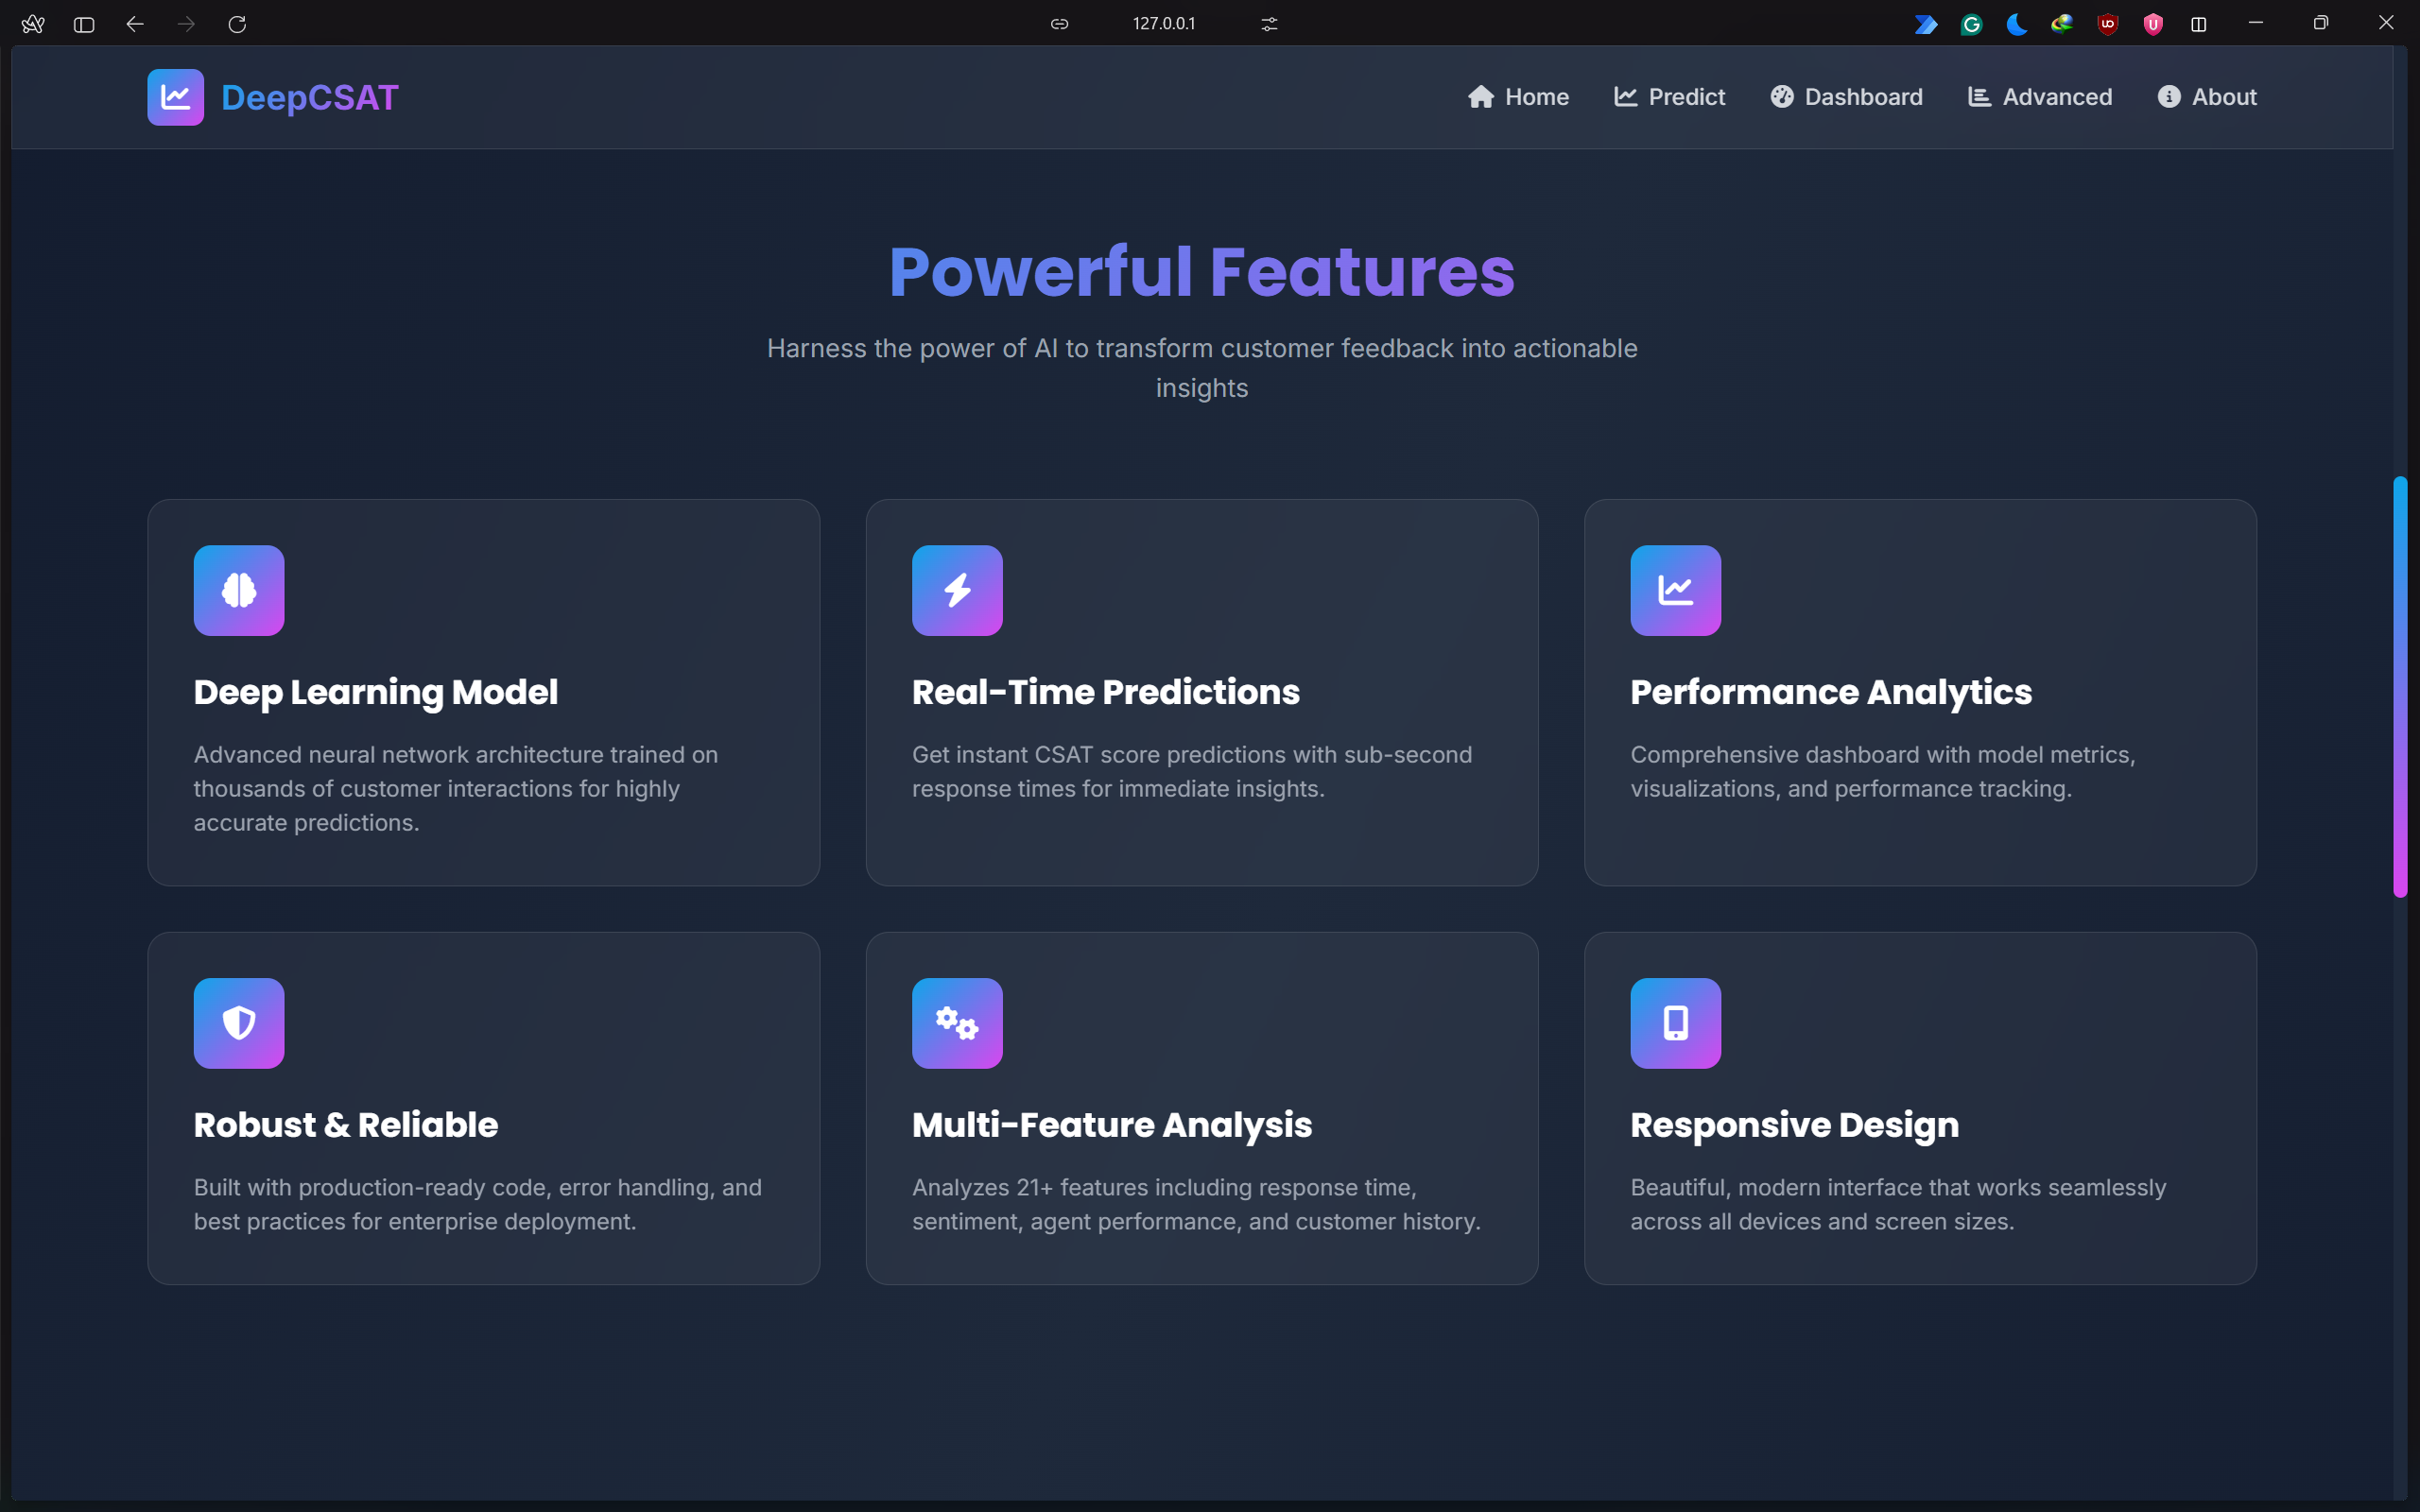 127.0.0.1
DeepCSAT
Home
Predict
Dashboard
Advanced
About
Powerful Features
Harness the power of AI to transform customer feedback into actionable
insights
Deep Learning Model
Advanced neural network architecture trained on
thousands of customer interactions for highly
accurate predictions.
Real-Time Predictions
Get instant CSAT score predictions with sub-second
response times for immediate insights.
Performance Analytics
Comprehensive dashboard with model metrics,
visualizations, and performance tracking.
Robust & Reliable
Built with production-ready code, error handling, and
best practices for enterprise deployment.
Multi-Feature Analysis
Analyzes 21+ features including response time,
sentiment, agent performance, and customer history.
Responsive Design
Beautiful, modern interface that works seamlessly
across all devices and screen sizes.